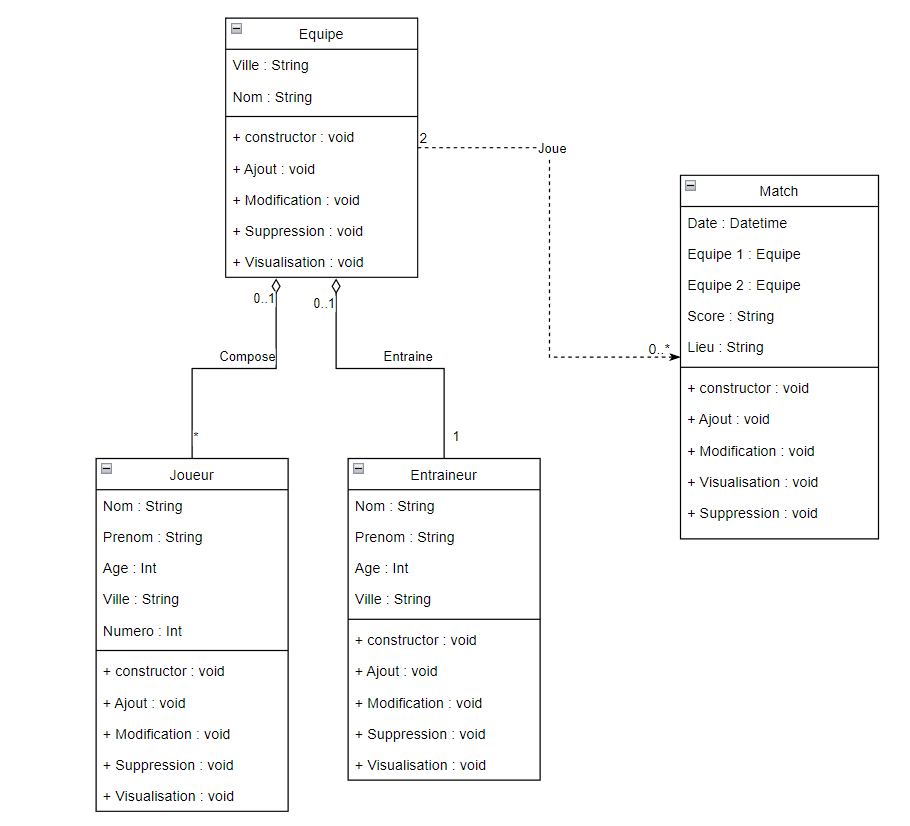 Equipe
Ville : String
Nom : String
+ constructor : void
+ Ajout : void
+ Modification : void
+ Suppression : void
+ Visualisation : void
2
Joue
0..*
Match
Date : Datetime
Equipe 1 : Equipe
Equipe 2 : Equipe
Score : String
Lieu : String
+ constructor : void
+ Ajout : void
+ Modification : void
+ Visualisation : void
+ Suppression : void
0..1
0..1
Compose
Entraine
*
1
Joueur
Nom : String
Prenom : String
Age : Int
Ville : String
Numero : Int
+ constructor : void
+ Ajout : void
+ Modification : void
+ Suppression : void
+ Visualisation : void
Entraineur
Nom : String
Prenom : String
Age : Int
Ville : String
+ constructor : void
+ Ajout : void
+ Modification : void
+ Suppression : void
+ Visualisation : void